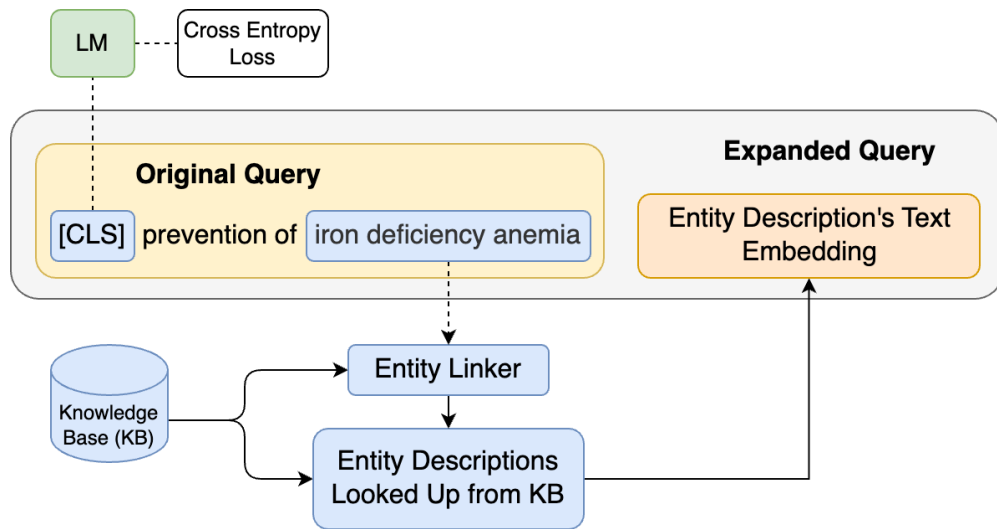 LM
Cross Entropy
Loss
Expanded Query
Original Query
[CLS] prevention of iron deficiency anemia
Entity Description's Text
Embedding
Entity Linker
Knowledge
Base (KB)
Entity Descriptions
Looked Up from KB